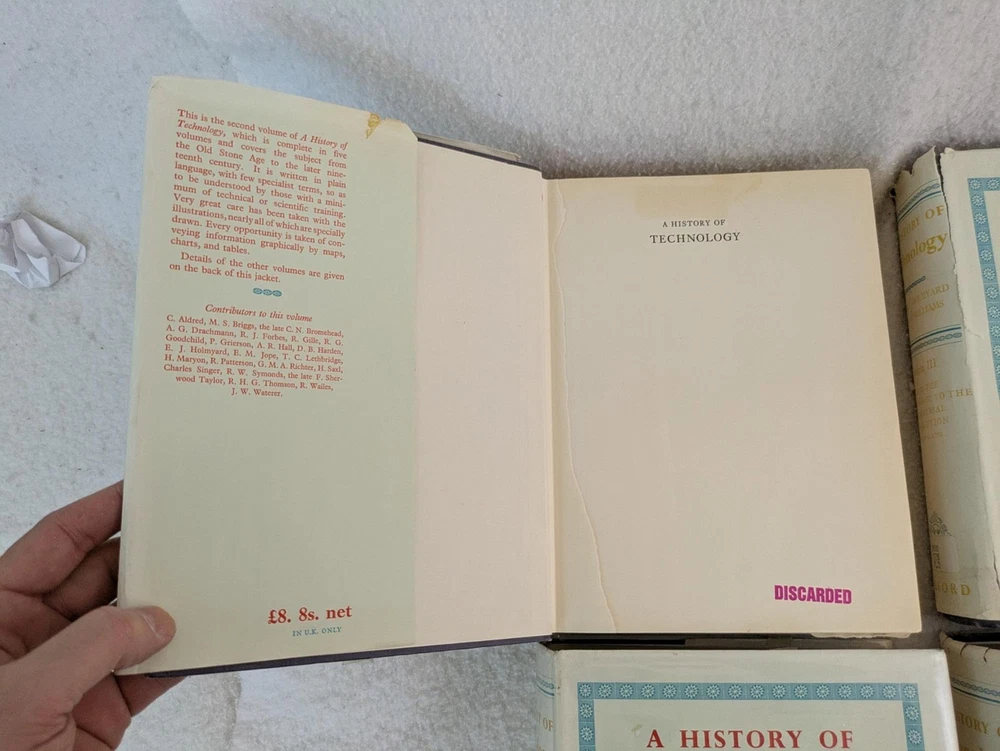 This is the second volume of A History of
Technology, which is complete in five
volumes and covers the subject from
the Old Stone Age to the later nine-
teenth century. It is written in plain
language, with few specialist terms, so as
to be understood by those with a mini-
mum of technical or scientific training.
Very great care has been taken with the
illustrations, nearly all of which are specially
drawn. Every opportunity is taken of con-
veying information graphically by maps,
charts, and tables.
Details of the other volumes are given
on the back of this jacket.
Contributors to this volume
C. Aldred, M. S. Briggs, the late C. N. Bromehead,
A. G. Drachmann, R. J. Forbes, B. Gille, R. G.
Goodchild, P. Grierson, A. R. Hall, D. B. Harden,
E. J. Holmyard, E. M. Jope, T. C. Lethbridge,
H. Maryon, R. Patterson, G. M. A. Richter, H. Saxl,
Charles Singer, R. W. Symonds, the late F. Sher-
wood Taylor, R. H. G. Thomson, R. Wailes,
J. W. Waterer.
£8. 8s. net
IN U.K. ONLY
A HISTORY OF
TECHNOLOGY
DISCARDED
A HISTORY OF
OF
III
TO THE